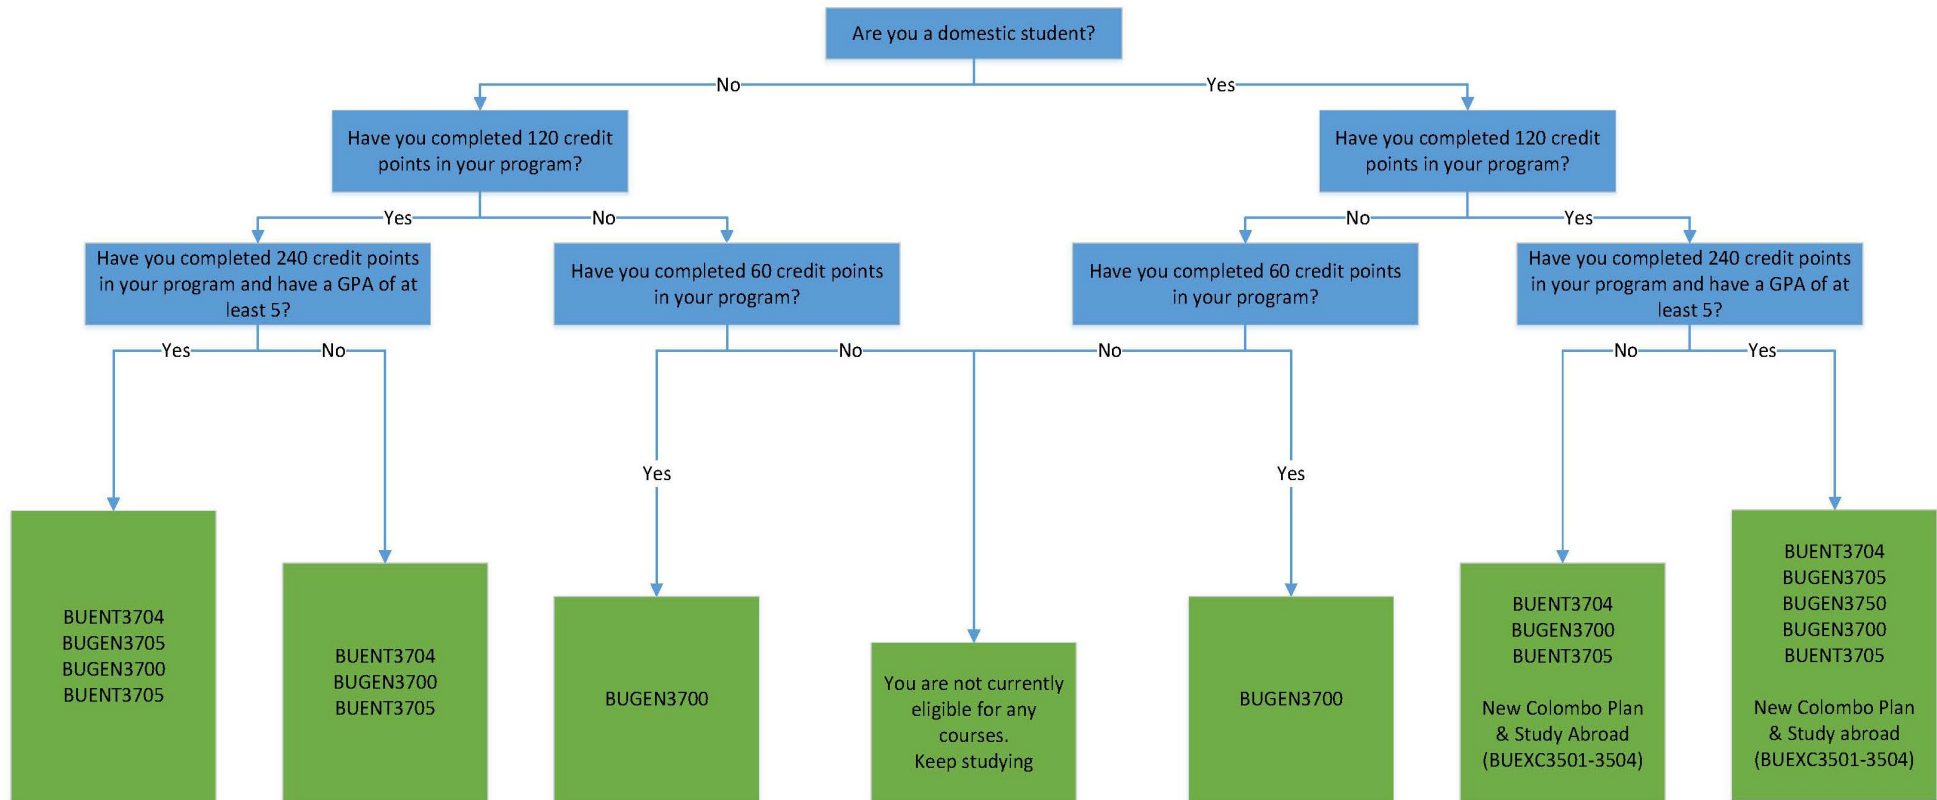 Are you a domestic student?
No
Yes
Have you completed 120 credit
points in your program?
Have you completed 120 credit
points in your program?
Yes
No
No
Yes
Have you completed 240 credit points
in your program and have a GPA of at
least 5?
Have you completed 60 credit points
in your program?
Have you completed 60 credit points
in your program?
Have you completed 240 credit points
in your program and have a GPA of at
least 5?
Yes
No
No
No
No
Yes
Yes
Yes
BUENT3704
BUGEN3705
BUGEN3700
BUENT3705
BUENT3704
BUGEN3700
BUENT3705
BUGEN3700
You are not currently
eligible for any
courses.
Keep studying
BUGEN3700
BUENT3704
BUGEN3700
BUENT3705
New Colombo Plan
& Study Abroad
(BUEXC3501-3504)
BUENT3704
BUGEN3705
BUGEN3750
BUGEN3700
BUENT3705
New Colombo Plan
& Study abroad
(BUEXC3501-3504)